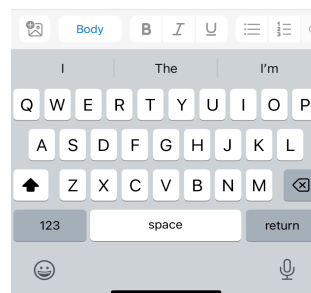 Body B I U
I The I'm
Q W E R T Y U I O P
A S D F G H J K L
Z X C V B N M
123 space return